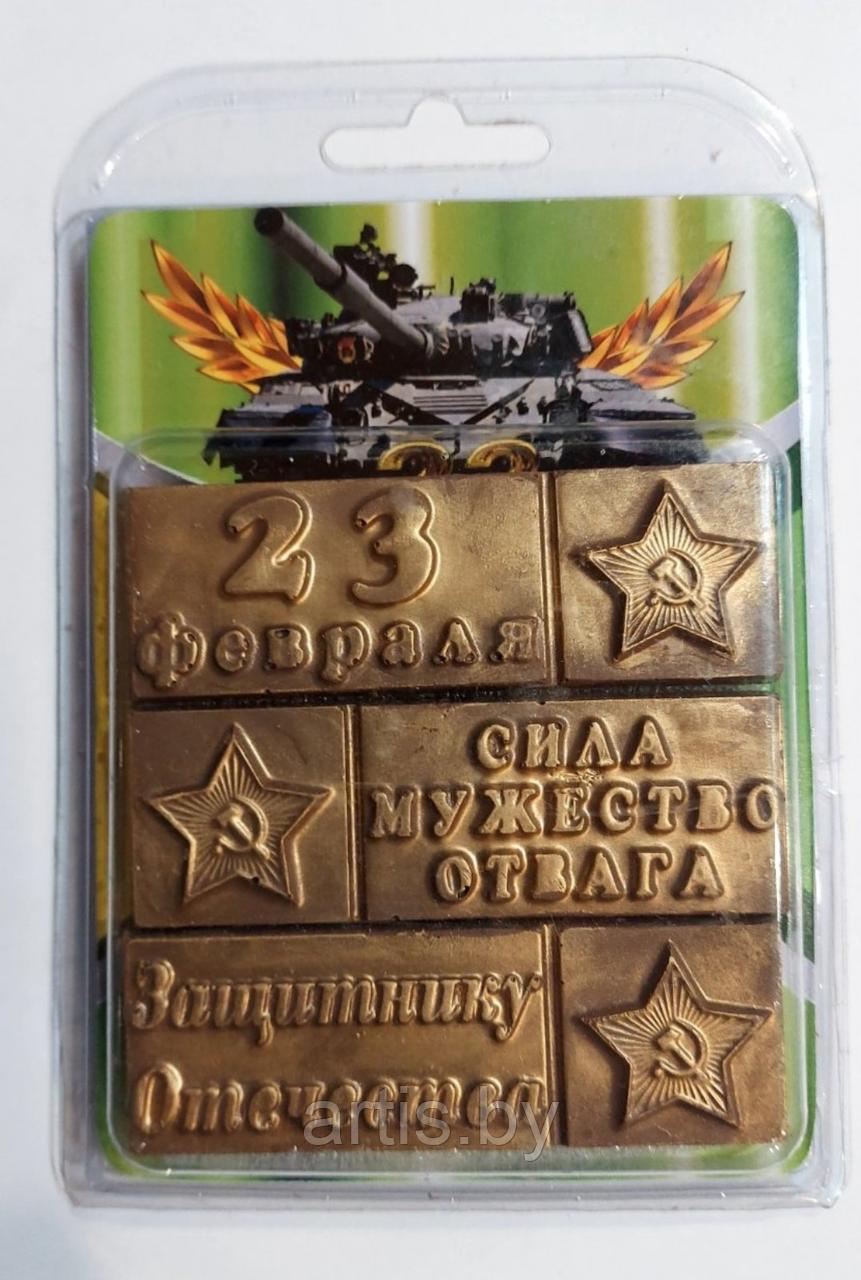 23
февраля
СИЛА
МУЖЕСТВО
ОТВАГА
Защитнику
Отечества
artis.by